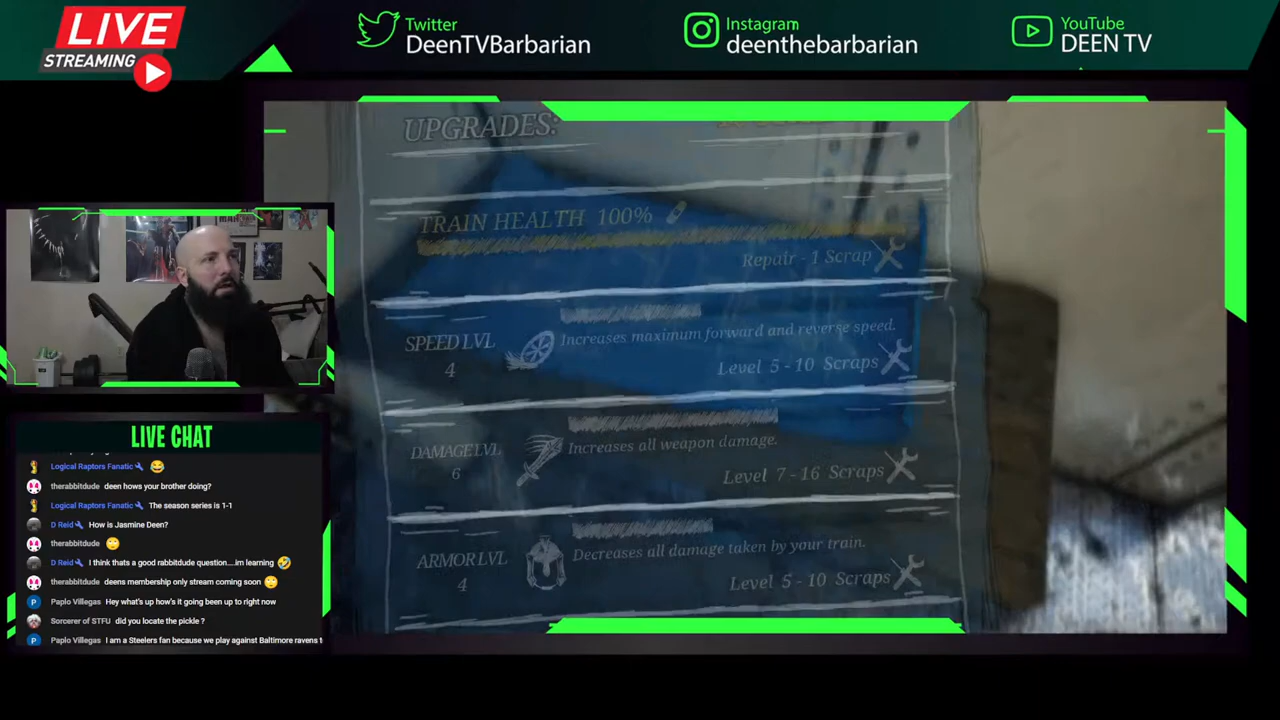 LIVE
STREAMING
Twitter
DeenTVBarbarian
Instagram
deenthebarbarian
YouTube
DEEN TV
UPGRADES:
TRAIN HEALTH 100%
Repair - 1 Scrap
SPEED LVL
4
Increases maximum forward and reverse speed.
Level 5 - 10 Scraps
DAMAGE LVL
6
Increases all weapon damage.
Level 7 - 16 Scraps
ARMOR LVL
4
Decreases all damage taken by your train.
Level 5 - 10 Scraps
LIVE CHAT
Logical Raptors Fanatic 😂
therabbitdude deen hows your brother doing?
Logical Raptors Fanatic The season series is 1-1
D Reid How is Jasmine Deen?
therabbitdude 🙄
D Reid I think thats a good rabbitdude question....im learning 🤣
therabbitdude deens membership only stream coming soon 🙄
P Paplo Villegas Hey what's up how's it going been up to right now
Sorcerer of STFU did you locate the pickle ?
P Paplo Villegas I am a Steelers fan because we play against Baltimore ravens